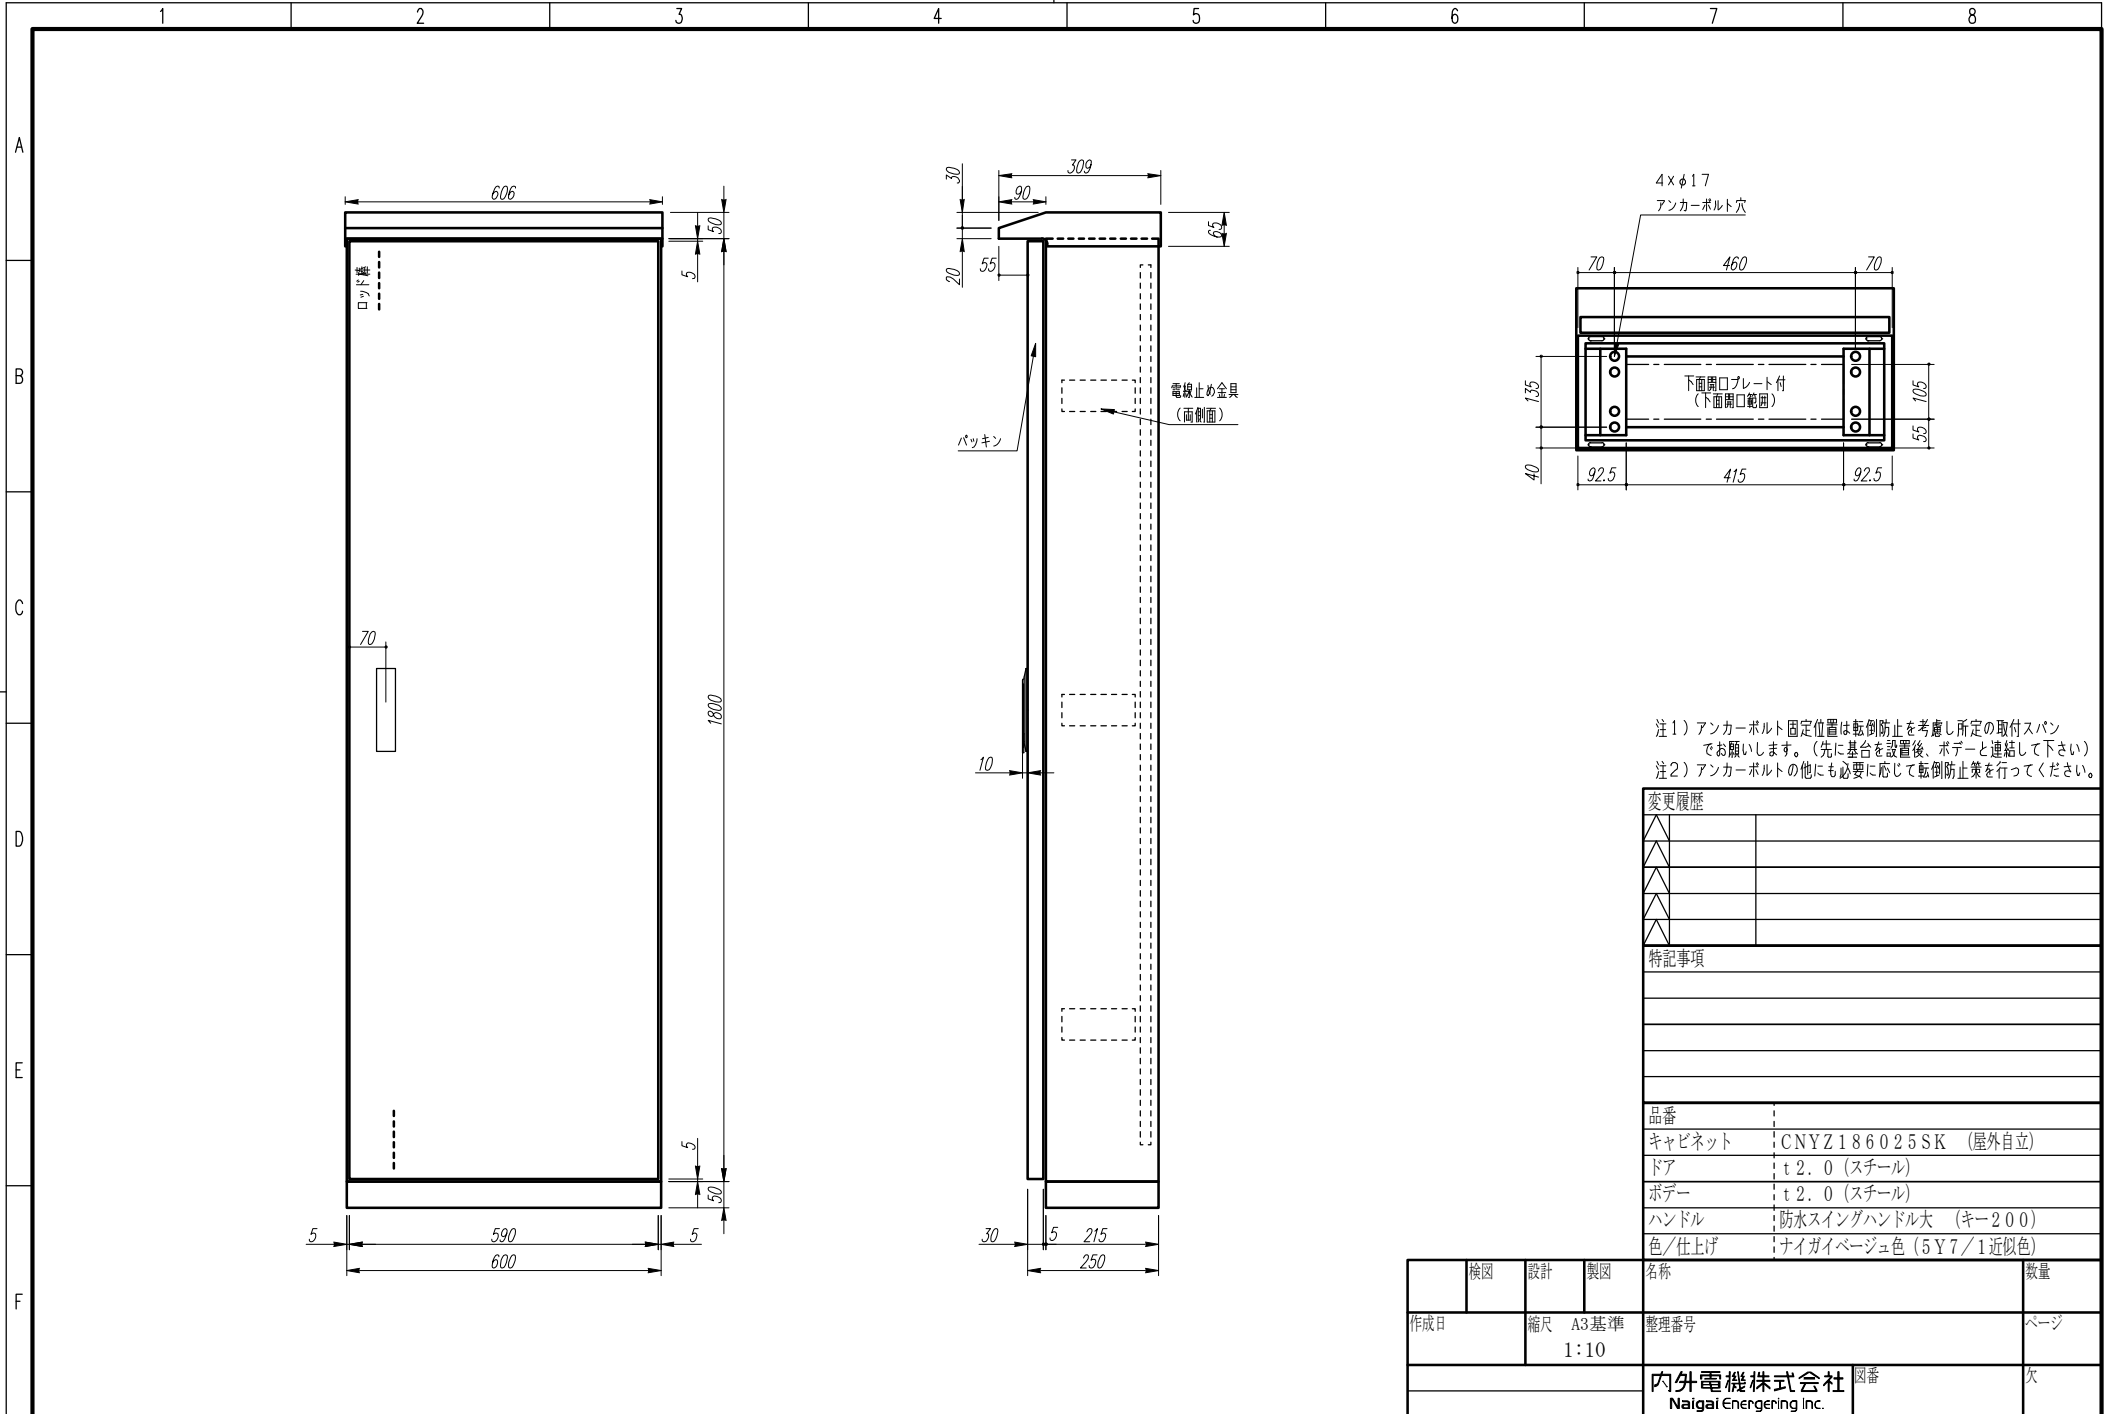 1 2 3 4 5 6 7 8
A
B
C
D
E
F
606
50
5
ロッド棒
70
1800
5
50
5 590 5
600
309
90
30
20
55
65
パッキン
電線止め金具
(両側面)
10
30 5 215
250
4×φ17
アンカーボルト穴
70 460 70
135
40
下面開口プレート付
(下面開口範囲)
105
55
92.5 415 92.5
注1)アンカーボルト固定位置は転倒防止を考慮し所定の取付スパン
でお願いします。(先に基台を設置後、ボデーと連結して下さい)
注2)アンカーボルトの他にも必要に応じて転倒防止策を行ってください。
変更履歴
特記事項
品番
キャビネット CNYZ186025SK (屋外自立)
ドア t2.0(スチール)
ボデー t2.0(スチール)
ハンドル 防水スイングハンドル大 (キー200)
色/仕上げ ナイガイベージュ色(5Y7/1近似色)
検図 設計 製図 名称 数量
作成日 縮尺 A3基準 整理番号 ページ
1:10
内外電機株式会社 図番 欠
Naigai Energering Inc.